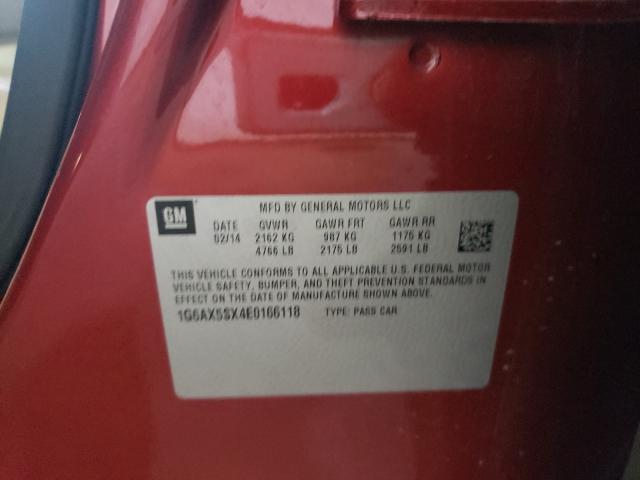 GM
MFD BY GENERAL MOTORS LLC
DATE GVWR GAWR FRT GAWR RR
02/14 2162 KG 987 KG 1175 KG
4766 LB 2175 LB 2591 LB
THIS VEHICLE CONFORMS TO ALL APPLICABLE U.S. FEDERAL MOTOR
VEHICLE SAFETY, BUMPER, AND THEFT PREVENTION STANDARDS IN
EFFECT ON THE DATE OF MANUFACTURE SHOWN ABOVE.
1G6AX5SX4E0166118 TYPE: PASS CAR